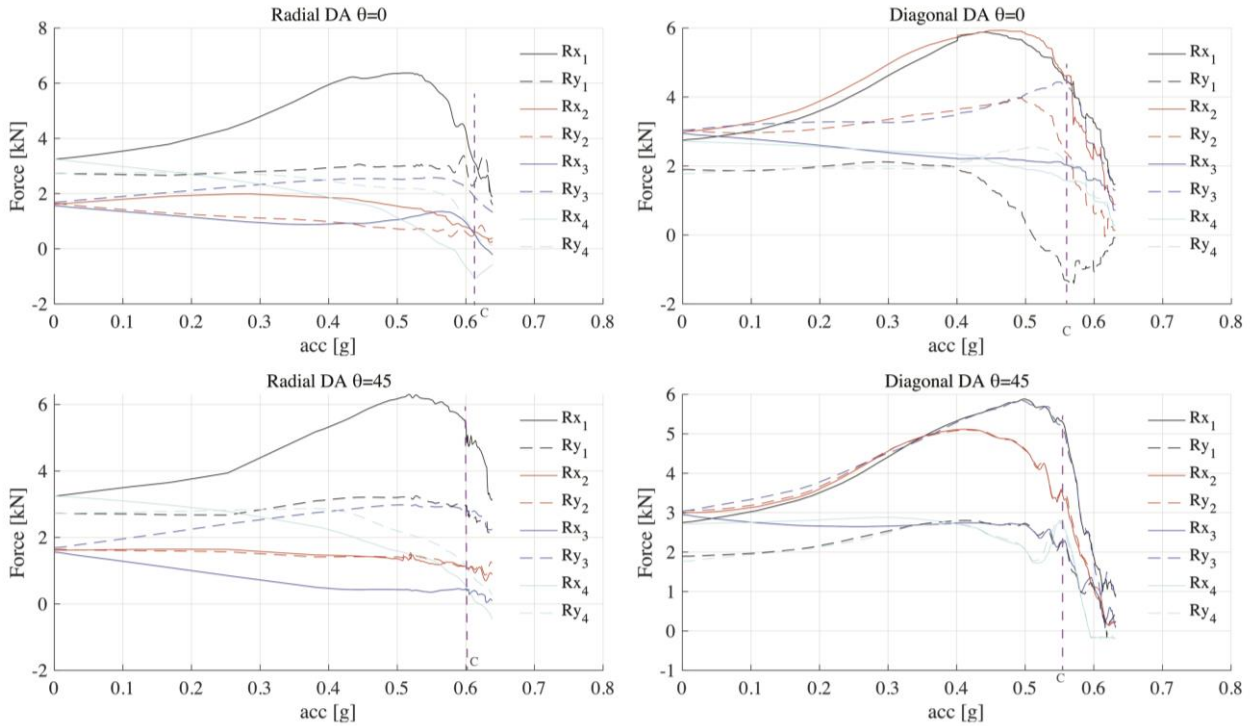 Radial DA θ=0
8
6
4
2
0
-2
Force [kN]
0 0.1 0.2 0.3 0.4 0.5 0.6 0.7 0.8
C
acc [g]
Rx1
Ry1
Rx2
Ry2
Rx3
Ry3
Rx4
Ry4
Diagonal DA θ=0
6
4
2
0
-2
Force [kN]
0 0.1 0.2 0.3 0.4 0.5 0.6 0.7 0.8
C
acc [g]
Rx1
Ry1
Rx2
Ry2
Rx3
Ry3
Rx4
Ry4
Radial DA θ=45
6
4
2
0
-2
Force [kN]
0 0.1 0.2 0.3 0.4 0.5 0.6 0.7 0.8
C
acc [g]
Rx1
Ry1
Rx2
Ry2
Rx3
Ry3
Rx4
Ry4
Diagonal DA θ=45
6
5
4
3
2
1
0
-1
Force [kN]
0 0.1 0.2 0.3 0.4 0.5 0.6 0.7 0.8
C
acc [g]
Rx1
Ry1
Rx2
Ry2
Rx3
Ry3
Rx4
Ry4